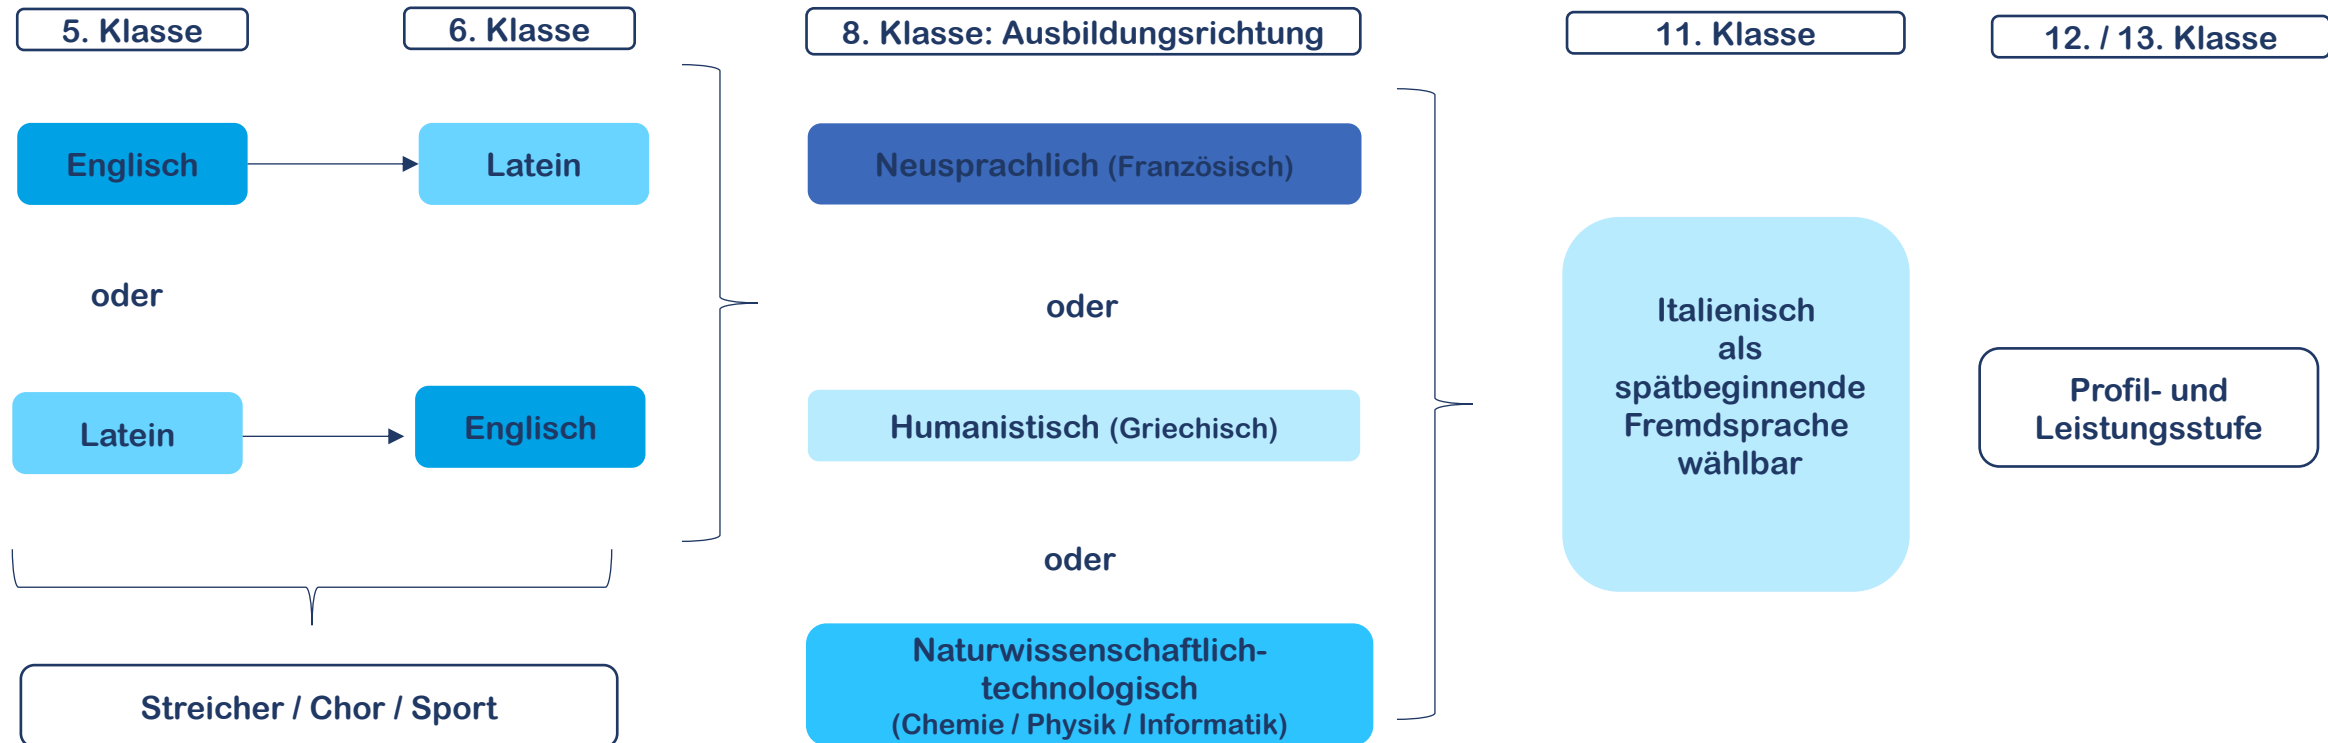 5. Klasse
6. Klasse
8. Klasse: Ausbildungsrichtung
11. Klasse
12. / 13. Klasse
Englisch
Latein
oder
Latein
Englisch
Streicher / Chor / Sport
Neusprachlich (Französisch)
oder
Humanistisch (Griechisch)
oder
Naturwissenschaftlich-
technologisch
(Chemie / Physik / Informatik)
Italienisch
als
spätbeginnende
Fremdsprache
wählbar
Profil- und
Leistungsstufe